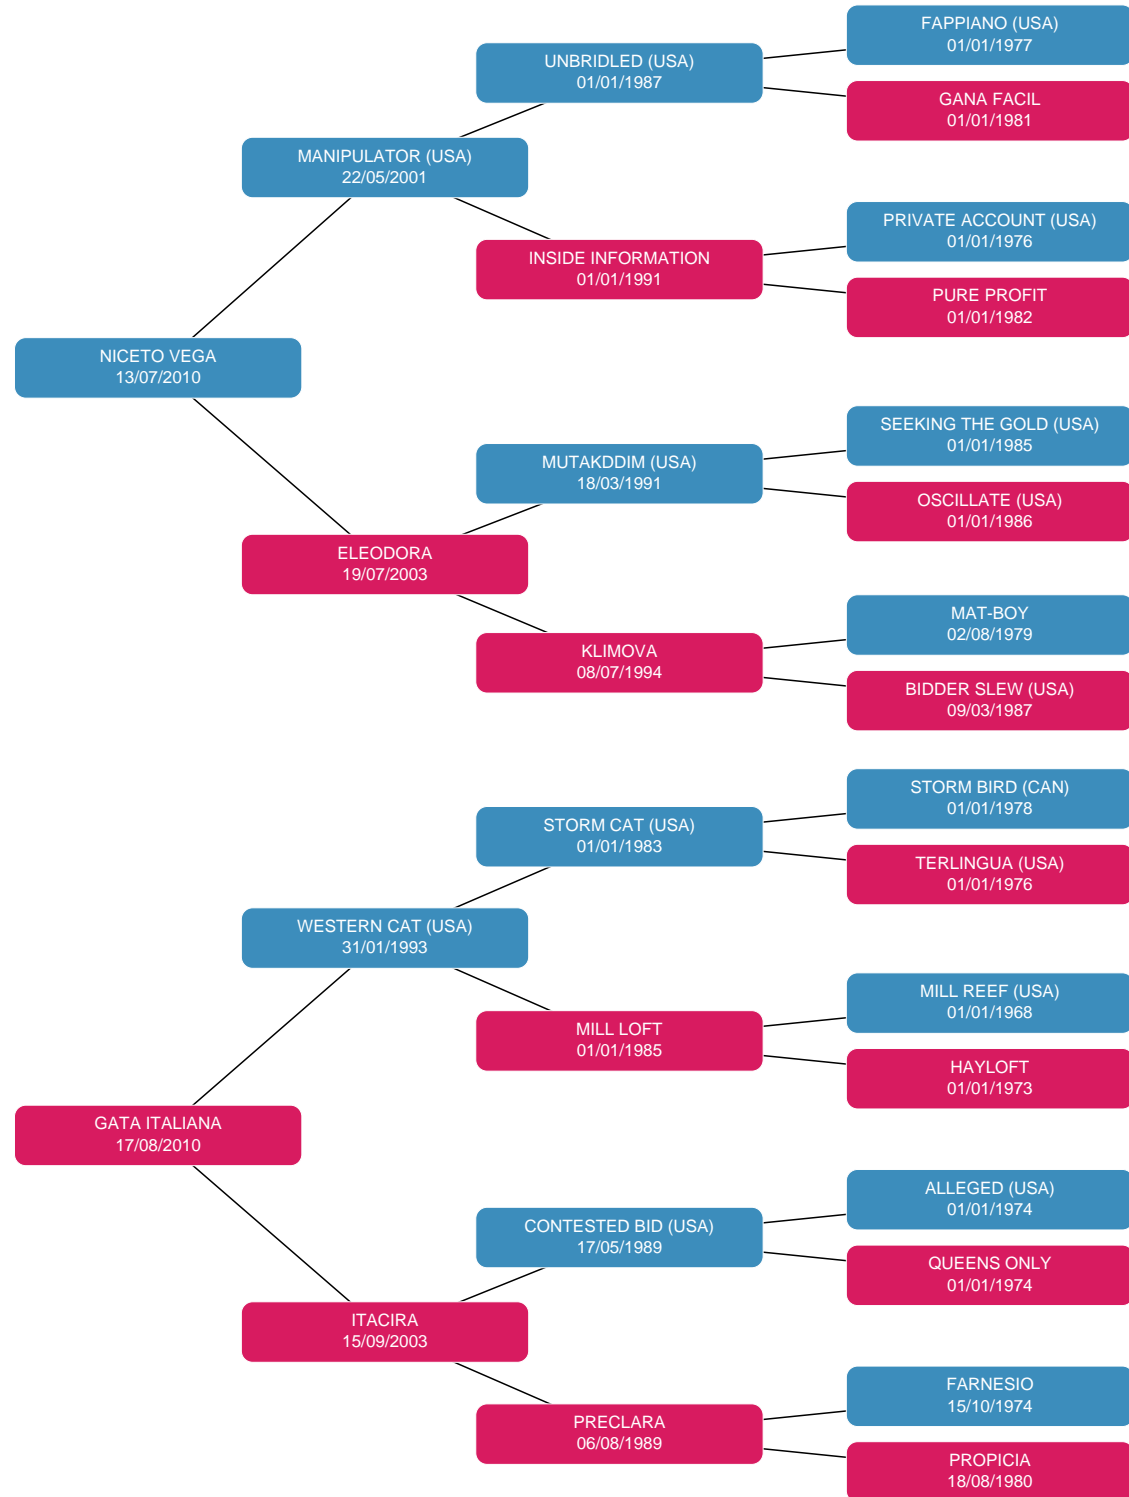 FAPPIANO (USA)
01/01/1977
UNBRIDLED (USA)
01/01/1987
GANA FACIL
01/01/1981
MANIPULATOR (USA)
22/05/2001
PRIVATE ACCOUNT (USA)
01/01/1976
INSIDE INFORMATION
01/01/1991
PURE PROFIT
01/01/1982
NICETO VEGA
13/07/2010
SEEKING THE GOLD (USA)
01/01/1985
MUTAKDDIM (USA)
18/03/1991
OSCILLATE (USA)
01/01/1986
ELEODORA
19/07/2003
MAT-BOY
02/08/1979
KLIMOVA
08/07/1994
BIDDER SLEW (USA)
09/03/1987
STORM BIRD (CAN)
01/01/1978
STORM CAT (USA)
01/01/1983
TERLINGUA (USA)
01/01/1976
WESTERN CAT (USA)
31/01/1993
MILL REEF (USA)
01/01/1968
MILL LOFT
01/01/1985
HAYLOFT
01/01/1973
GATA ITALIANA
17/08/2010
ALLEGED (USA)
01/01/1974
CONTESTED BID (USA)
17/05/1989
QUEENS ONLY
01/01/1974
ITACIRA
15/09/2003
FARNESIO
15/10/1974
PRECLARA
06/08/1989
PROPICIA
18/08/1980